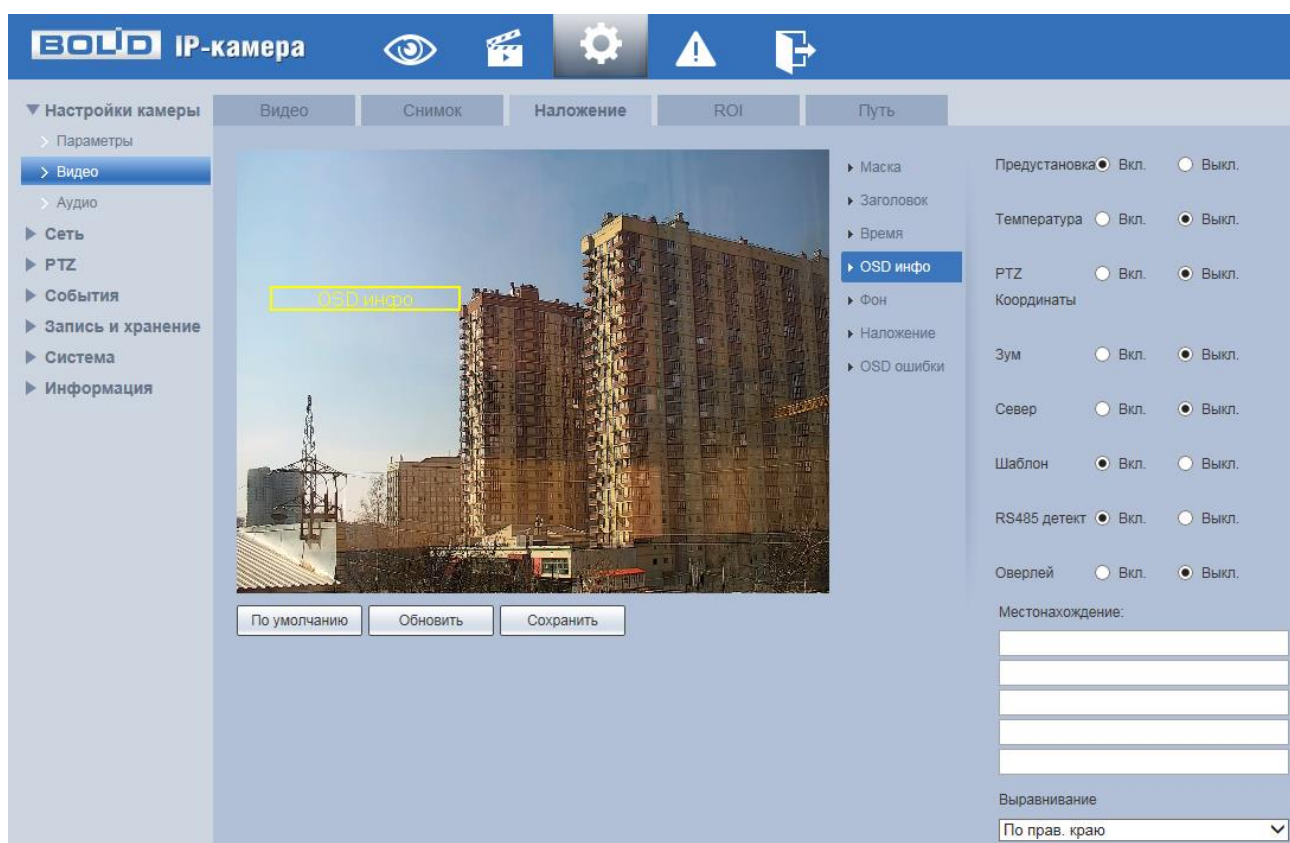 BOLID IP-камера
Настройки камеры
Параметры
Видео
Аудио
Сеть
PTZ
События
Запись и хранение
Система
Информация
Видео
Снимок
Наложение
ROI
Путь
OSD инфо
По умолчанию
Обновить
Сохранить
Маска
Заголовок
Время
OSD инфо
Фон
Наложение
OSD ошибки
Предустановка Вкл. Выкл.
Температура Вкл. Выкл.
PTZ Вкл. Выкл.
Координаты
Зум Вкл. Выкл.
Север Вкл. Выкл.
Шаблон Вкл. Выкл.
RS485 детект Вкл. Выкл.
Оверлей Вкл. Выкл.
Местонахождение:
Выравнивание
По прав. краю